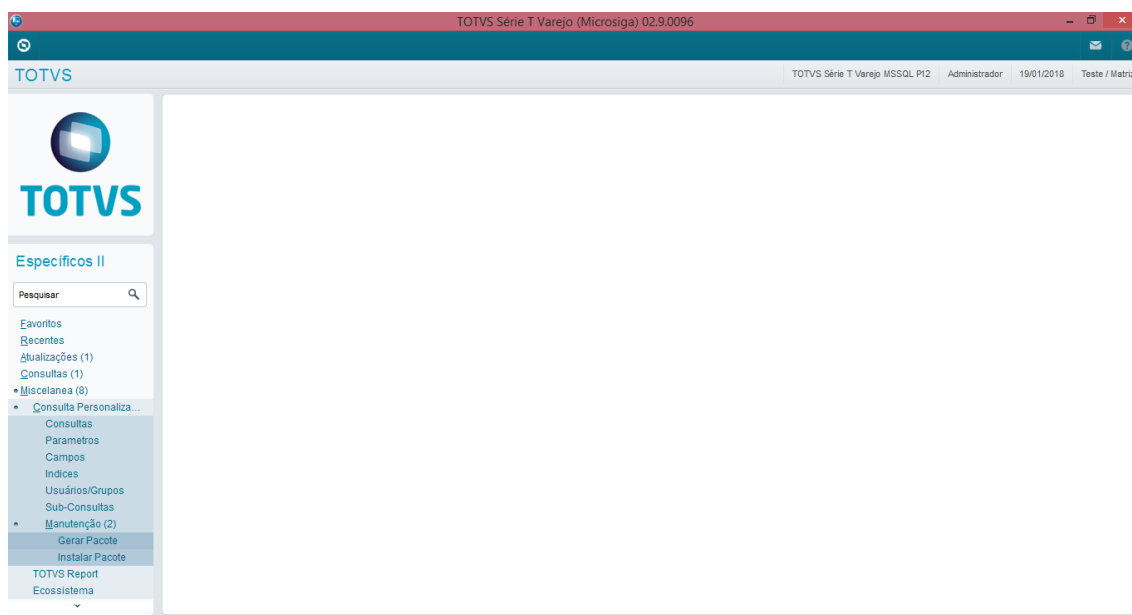 TOTVS Série T Varejo (Microsiga) 02.9.0096
TOTVS
TOTVS Série T Varejo MSSQL P12 Administrador 19/01/2018 Teste / Matriz
TOTVS
Específicos II
Pesquisar
Favoritos
Recentes
Atualizações (1)
Consultas (1)
Miscelanea (8)
Consulta Personaliza...
Consultas
Parametros
Campos
Indices
Usuários/Grupos
Sub-Consultas
Manutenção (2)
Gerar Pacote
Instalar Pacote
TOTVS Report
Ecossistema